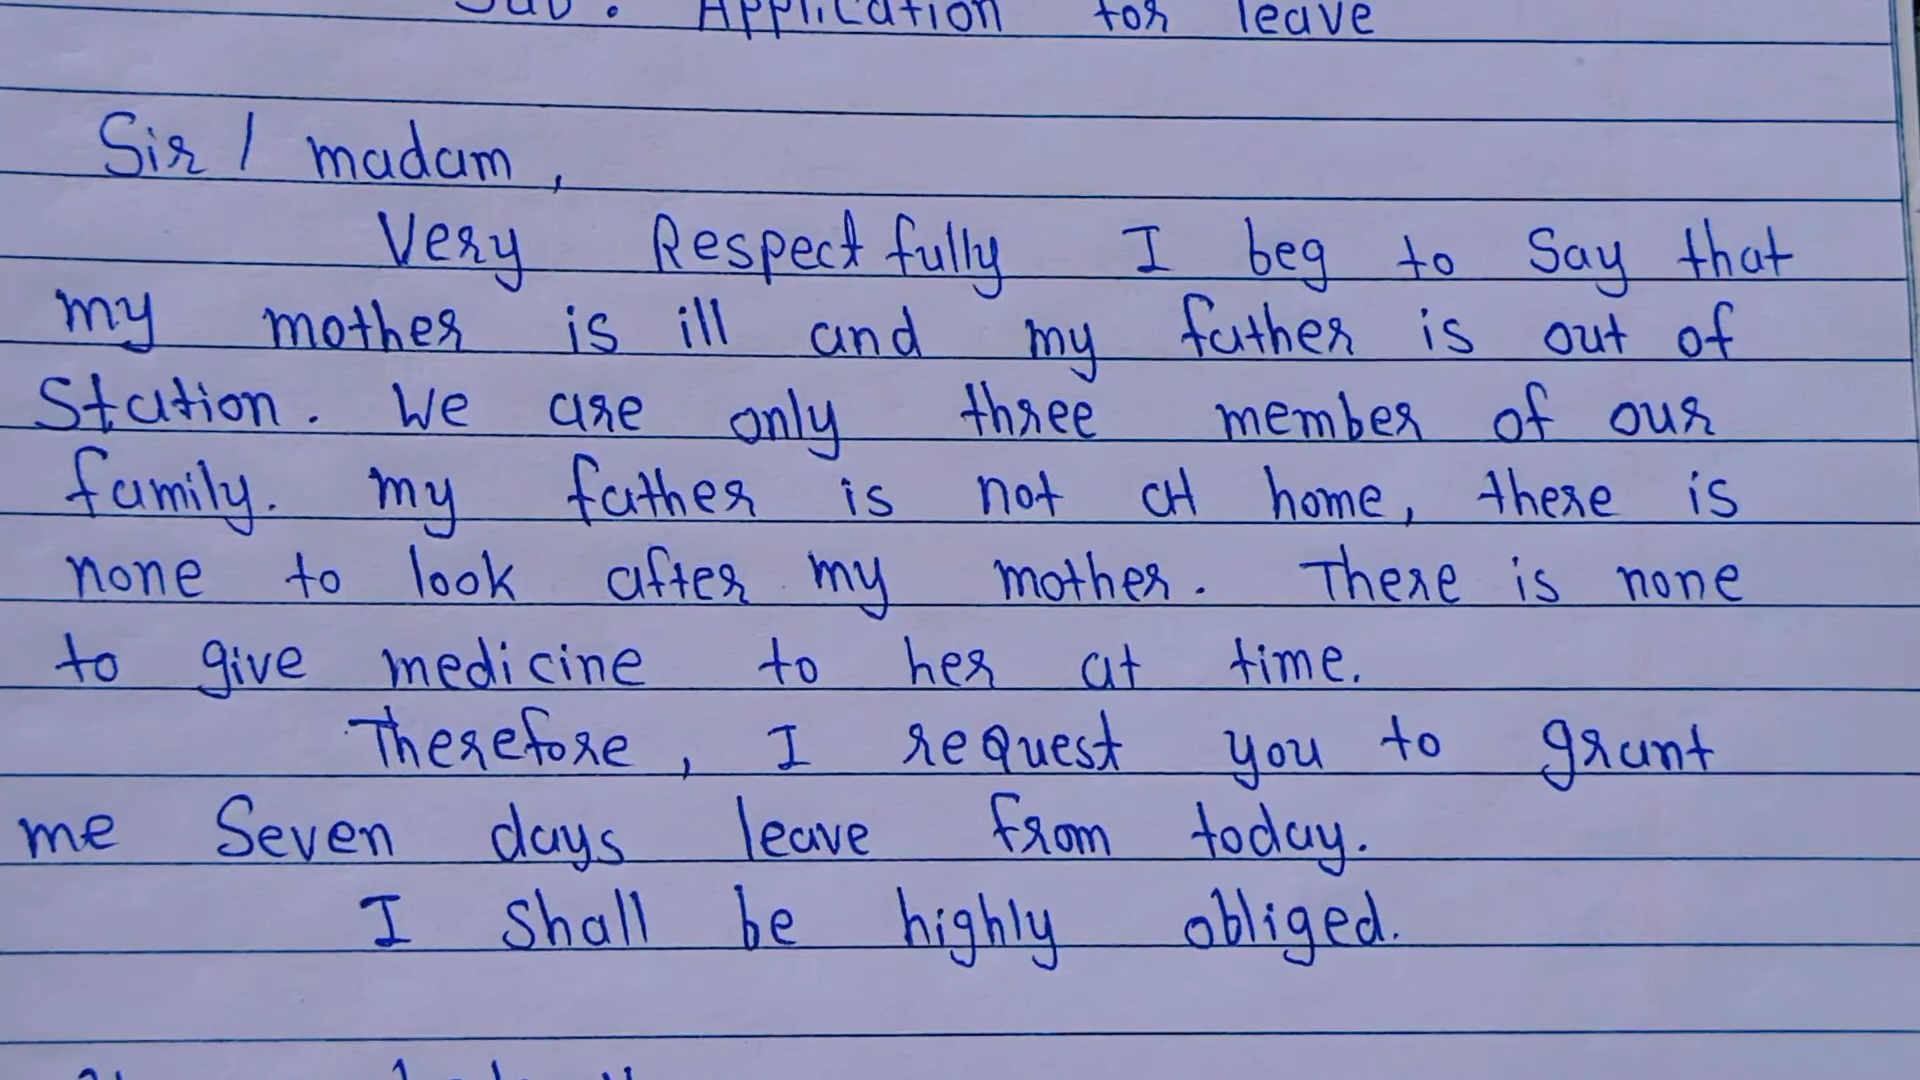 Sub : Application for leave
Sir / madam,
Very Respectfully I beg to Say that
my mother is ill and my father is out of
Station. We are only three member of our
family. my father is not at home, there is
none to look after my mother. There is none
to give medicine to her at time.
Therefore, I request you to grant
me Seven days leave from today.
I Shall be highly obliged.